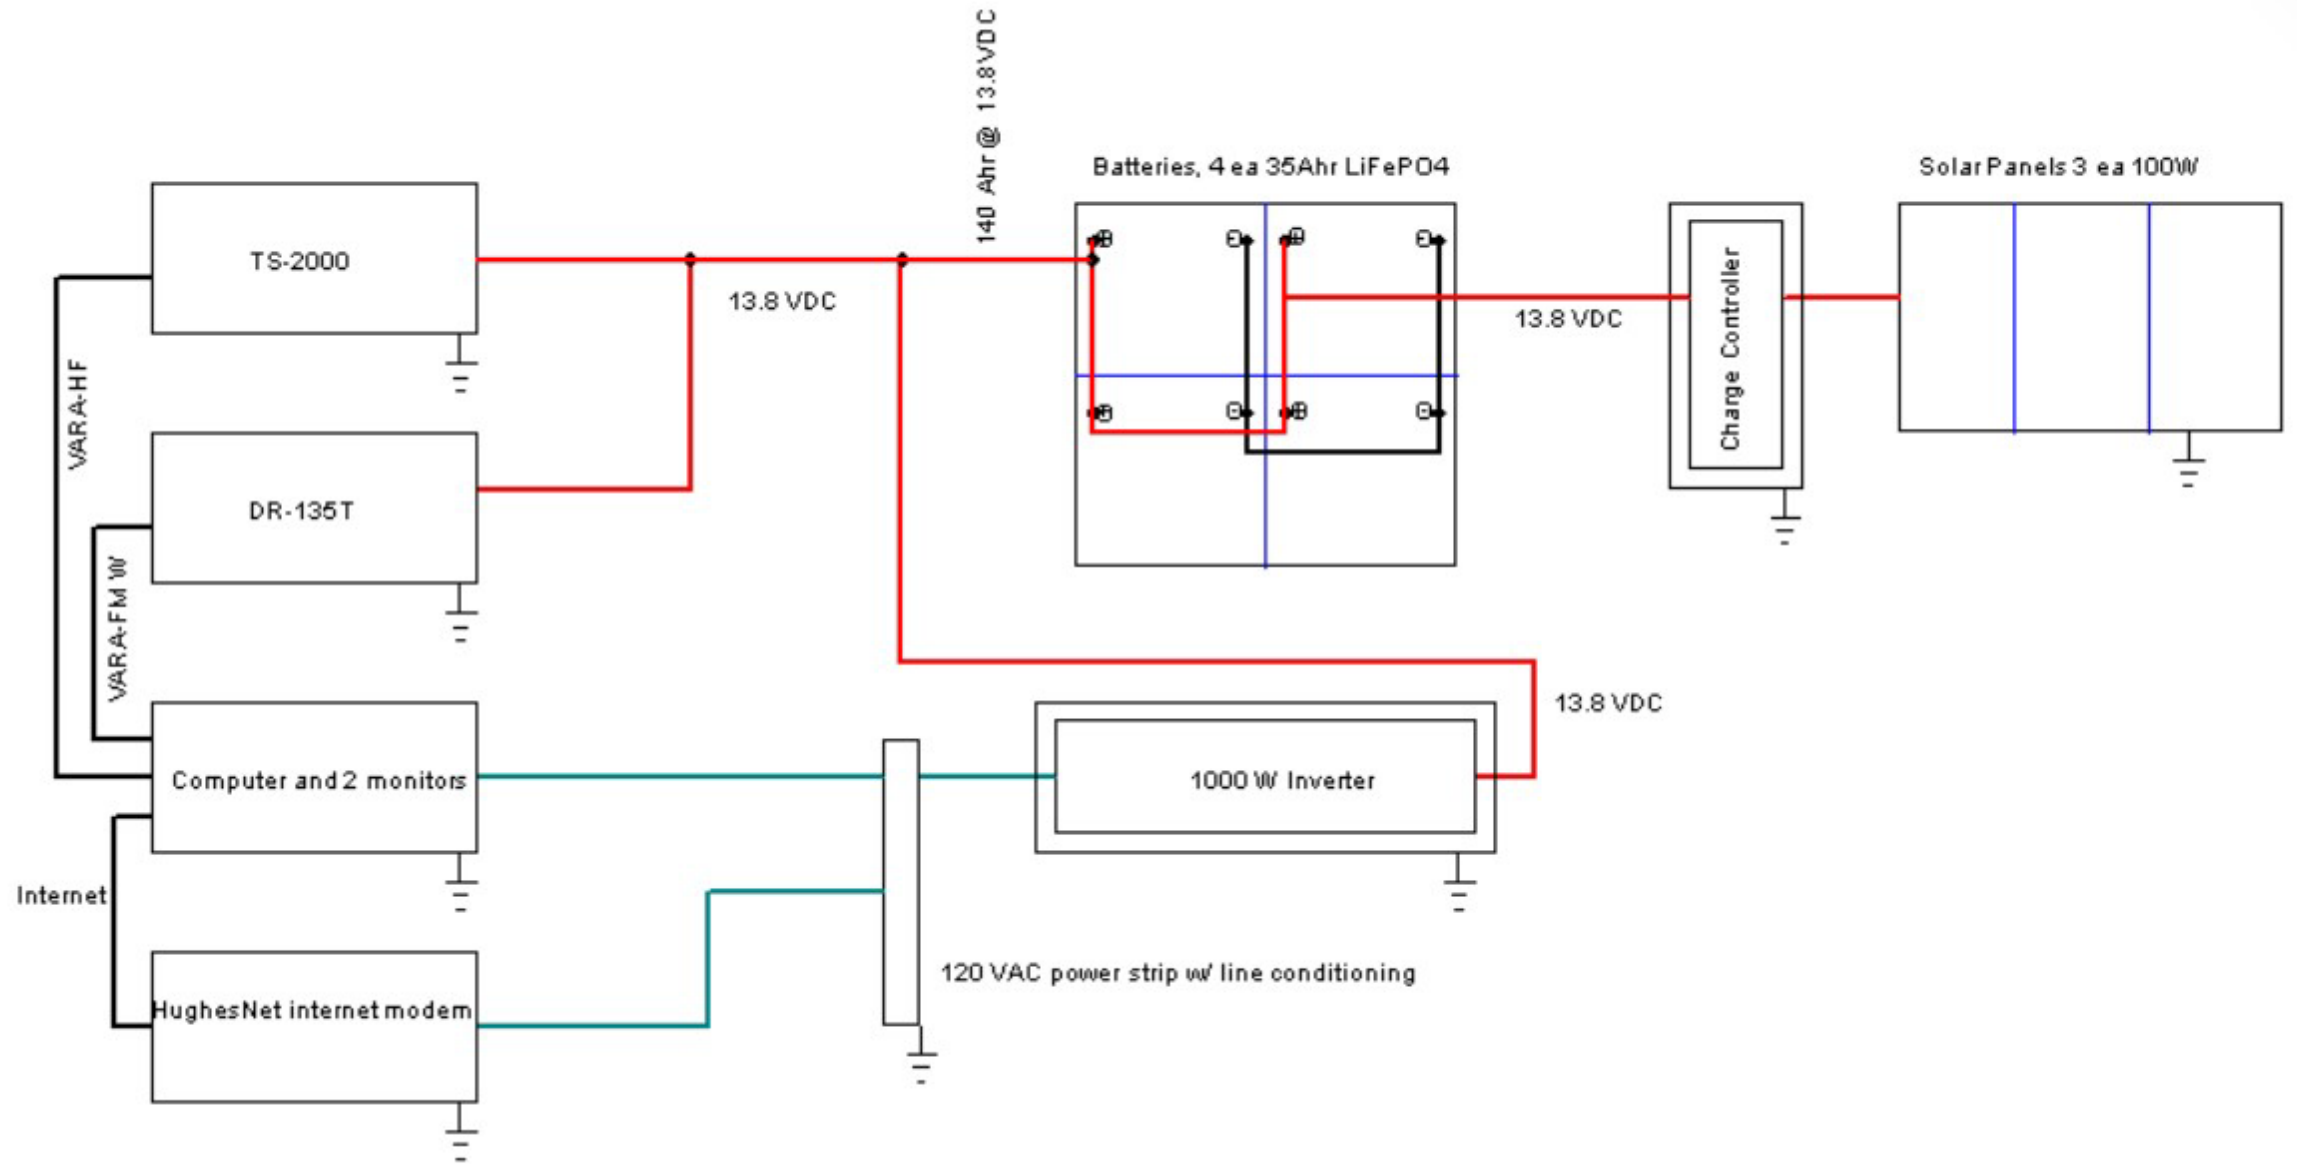 140 Ahr @ 13.8VDC
Batteries, 4 ea 35Ahr LiFePO4
Solar Panels 3 ea 100W
TS-2000
13.8 VDC
13.8 VDC
Charge Controller
VARA-HF
DR-135T
VARA-FM W
13.8 VDC
Computer and 2 monitors
1000 W Inverter
Internet
120 VAC power strip w/ line conditioning
HughesNet internet modem